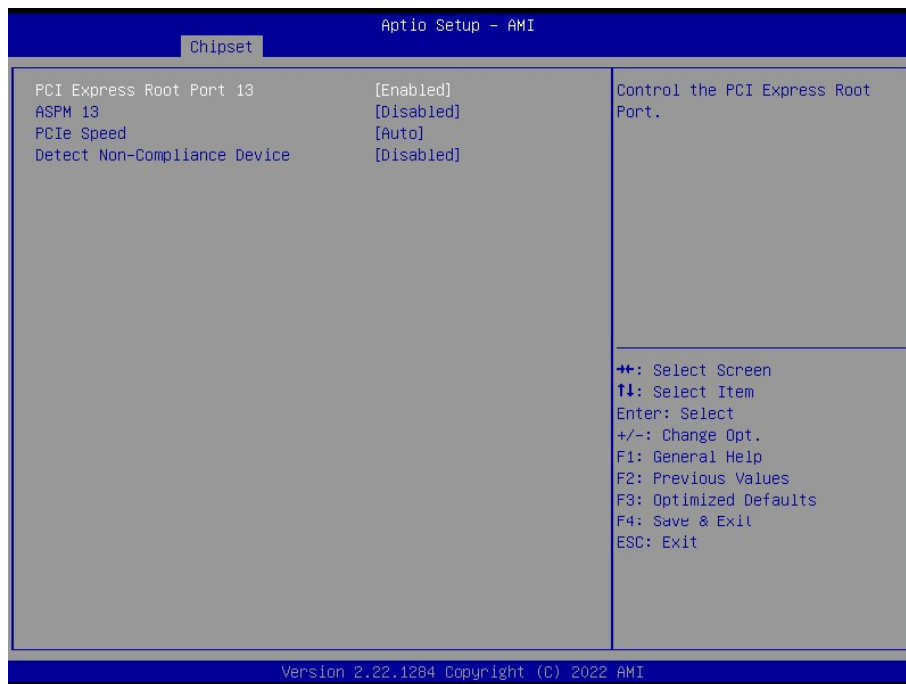 Aptio Setup – AMI
Chipset
PCI Express Root Port 13 [Enabled]
ASPM 13 [Disabled]
PCIe Speed [Auto]
Detect Non-Compliance Device [Disabled]
Control the PCI Express Root
Port.
→←: Select Screen
↑↓: Select Item
Enter: Select
+/-: Change Opt.
F1: General Help
F2: Previous Values
F3: Optimized Defaults
F4: Save & Exit
ESC: Exit
Version 2.22.1284 Copyright (C) 2022 AMI